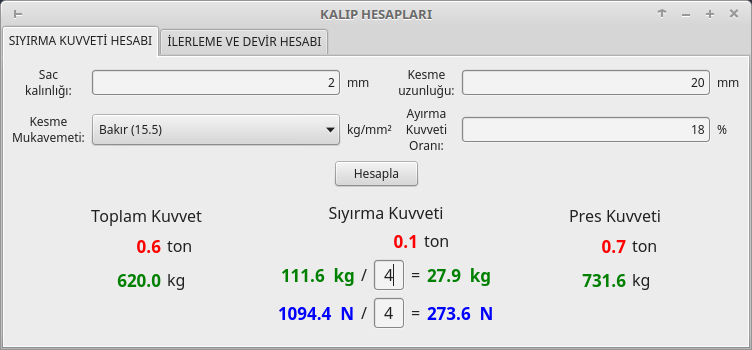 KALIP HESAPLARI
SIYIRMA KUVVETİ HESABI
İLERLEME VE DEVİR HESABI
Sac
kalınlığı:
2 mm
Kesme
uzunluğu:
20 mm
Kesme
Mukavemeti:
Bakır (15.5)
kg/mm²
Ayırma
Kuvveti
Oranı:
18 %
Hesapla
Toplam Kuvvet
0.6 ton
620.0 kg
Sıyırma Kuvveti
0.1 ton
111.6 kg / 4 = 27.9 kg
1094.4 N / 4 = 273.6 N
Pres Kuvveti
0.7 ton
731.6 kg